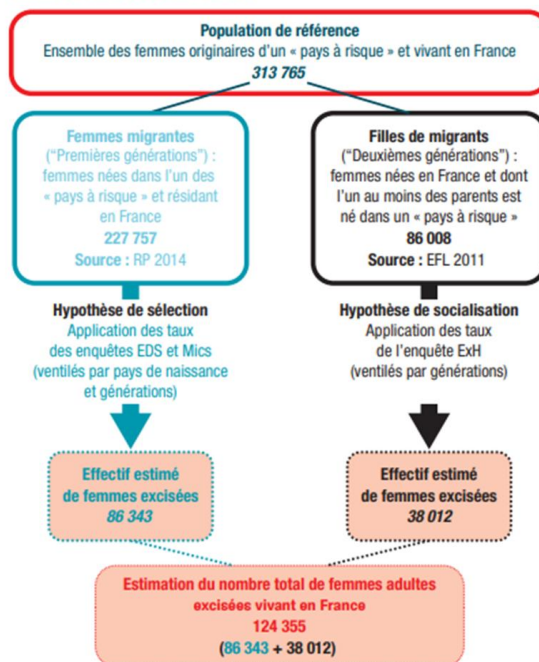 Population de référence
Ensemble des femmes originaires d'un « pays à risque » et vivant en France
313 765
Femmes migrantes
("Premières générations") :
femmes nées dans l'un des
« pays à risque » et résidant
en France
227 757
Source : RP 2014
Filles de migrants
("Deuxièmes générations") :
femmes nées en France et dont
l'un au moins des parents est
né dans un « pays à risque »
86 008
Source : EFL 2011
Hypothèse de sélection
Application des taux
des enquêtes EDS et Mics
(ventilés par pays de naissance
et générations)
Hypothèse de socialisation
Application des taux
de l'enquête ExH
(ventilés par générations)
Effectif estimé
de femmes excisées
86 343
Effectif estimé
de femmes excisées
38 012
Estimation du nombre total de femmes adultes
excisées vivant en France
124 355
(86 343 + 38 012)